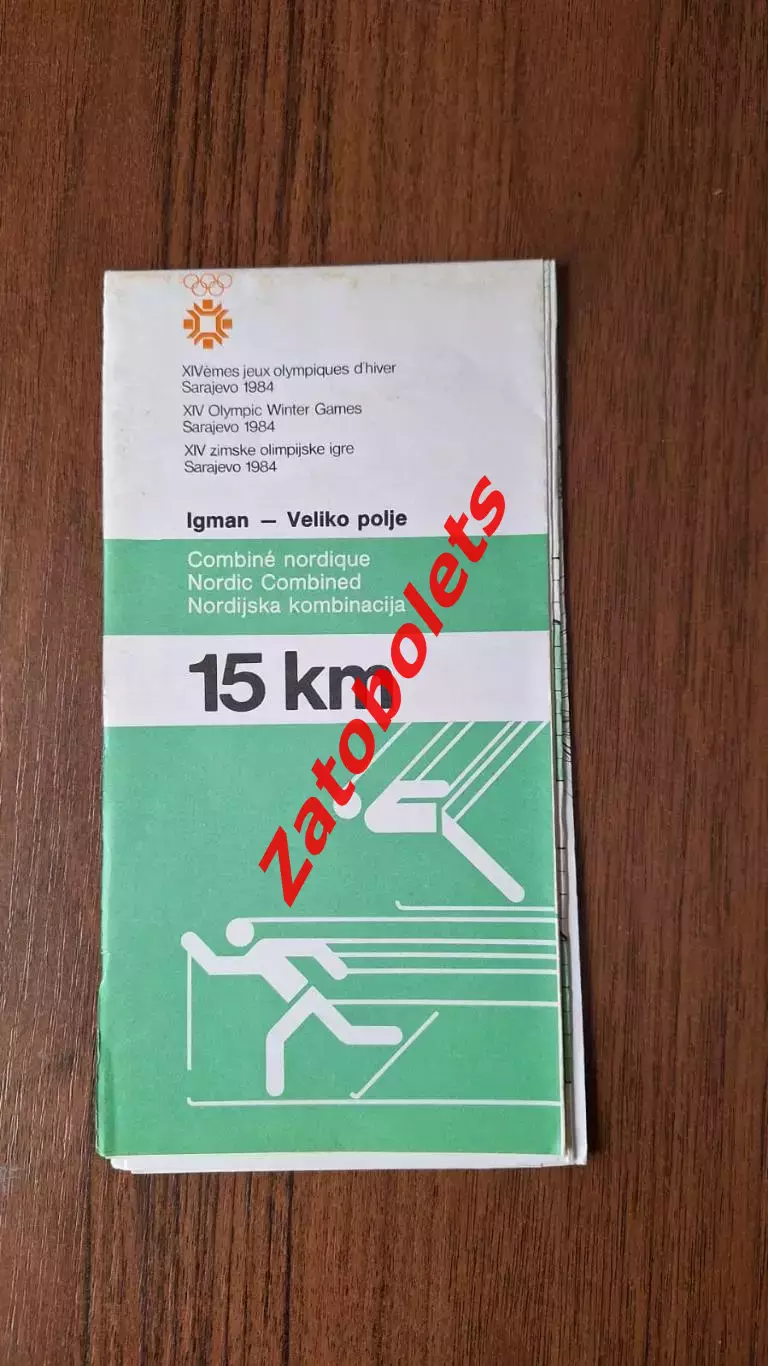 XIVèmes jeux olympiques d'hiver
Sarajevo 1984
XIV Olympic Winter Games
Sarajevo 1984
XIV zimske olimpijske igre
Sarajevo 1984
Igman – Veliko polje
Combiné nordique
Nordic Combined
Nordijska kombinacija
15 km
Zatobolets